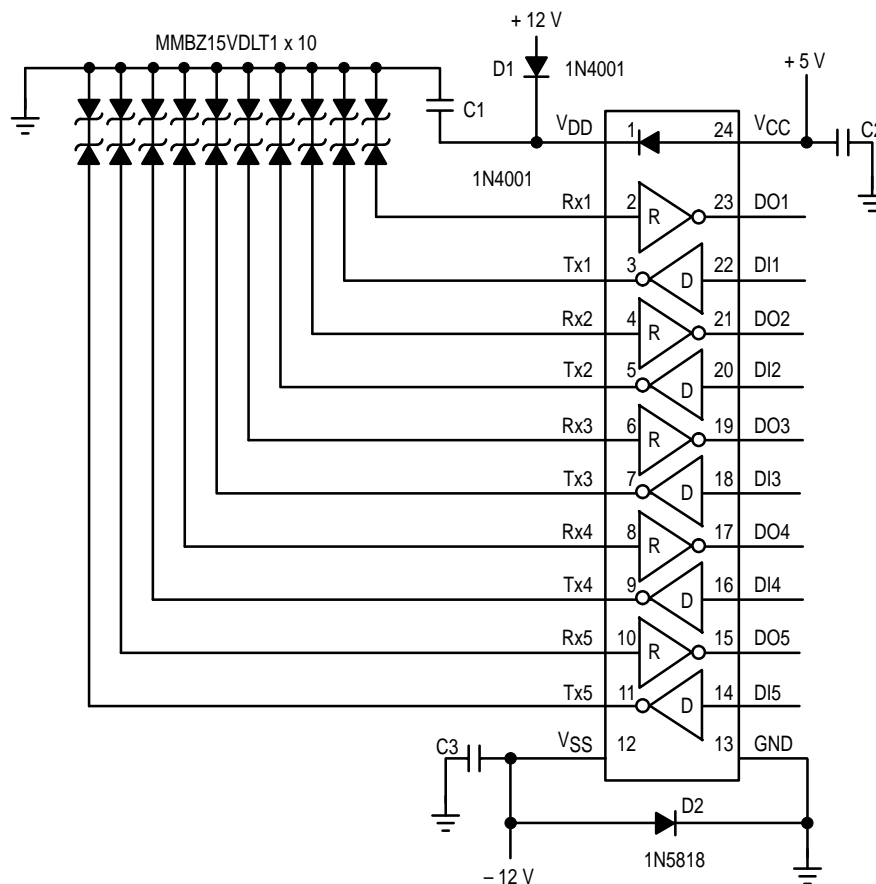 + 12 V
MMBZ15VDLT1 x 10
D1
1N4001
+ 5 V
C1
VDD
1
24
VCC
C2
1N4001
Rx1
2
R
23
DO1
Tx1
3
D
22
DI1
Rx2
4
R
21
DO2
Tx2
5
D
20
DI2
Rx3
6
R
19
DO3
Tx3
7
D
18
DI3
Rx4
8
R
17
DO4
Tx4
9
D
16
DI4
Rx5
10
R
15
DO5
Tx5
11
D
14
DI5
C3
VSS
12
13
GND
D2
1N5818
– 12 V